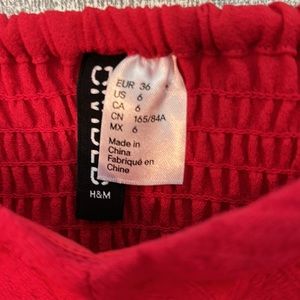 EUR 36
US 6
CA 6
CN 165/84A
MX 6
Made in
China
Fabriqué en
Chine
DIVIDED
H&M